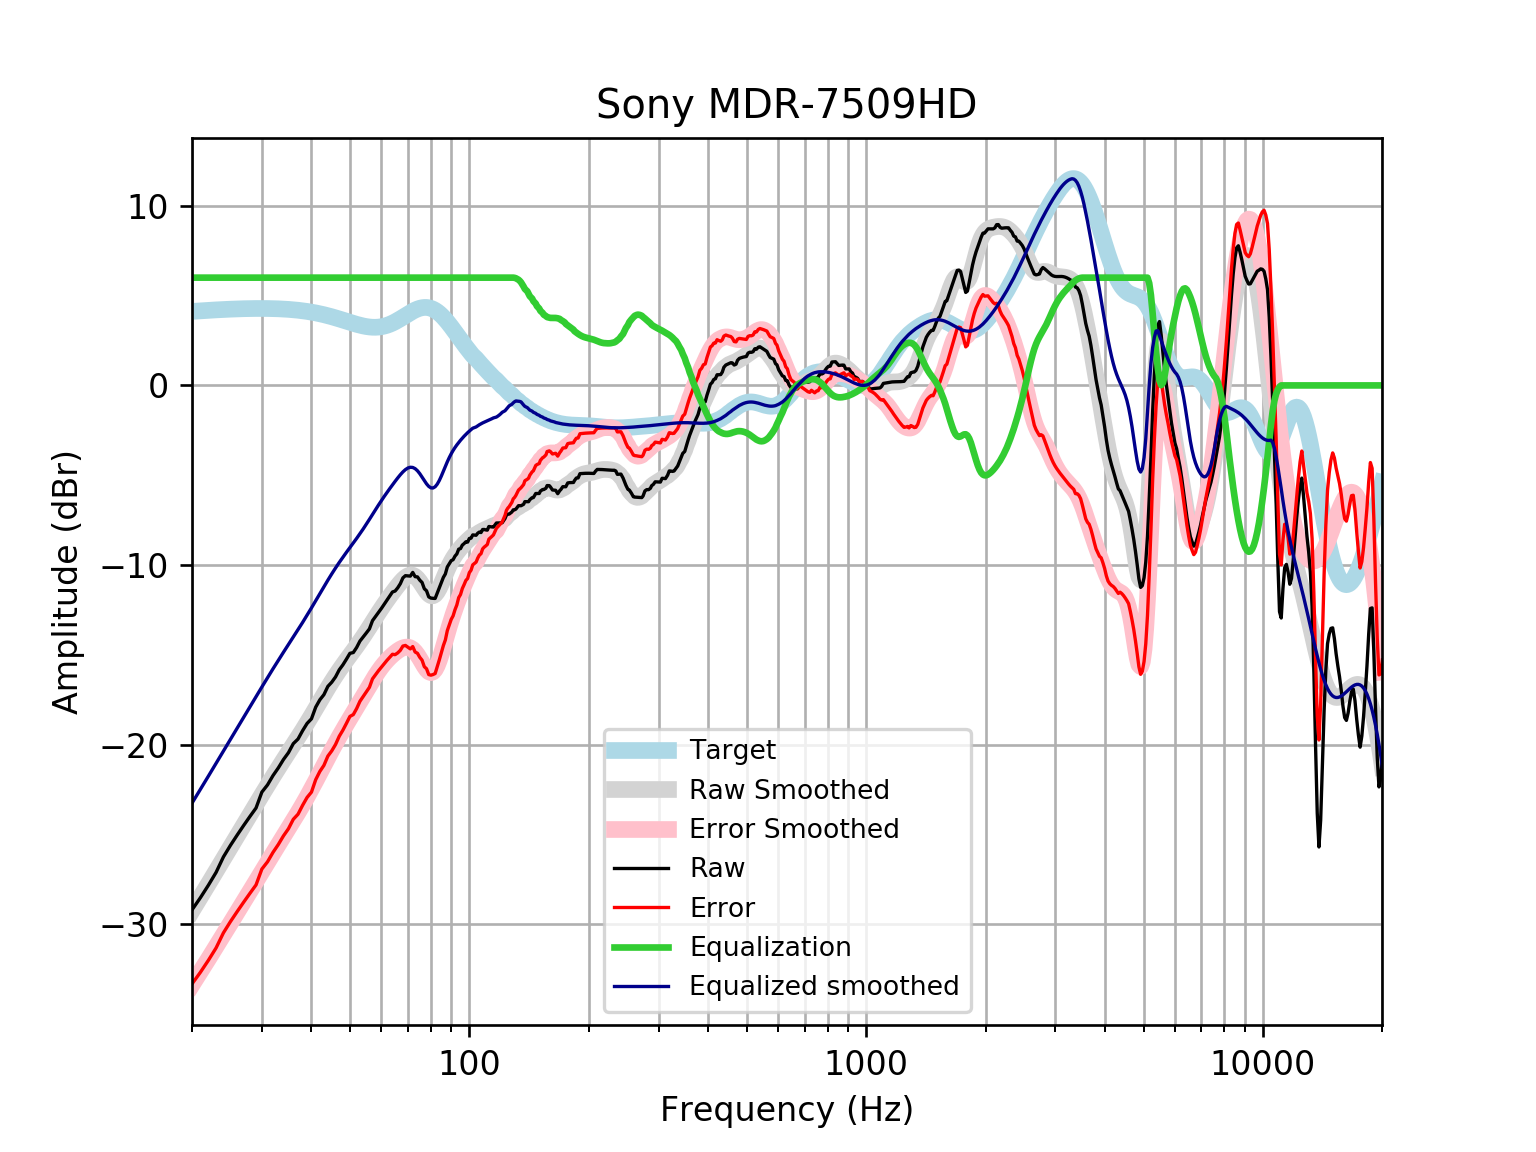 Sony MDR-7509HD
10
0
−10
−20
−30
Amplitude (dBr)
Target
Raw Smoothed
Error Smoothed
Raw
Error
Equalization
Equalized smoothed
100
1000
10000
Frequency (Hz)